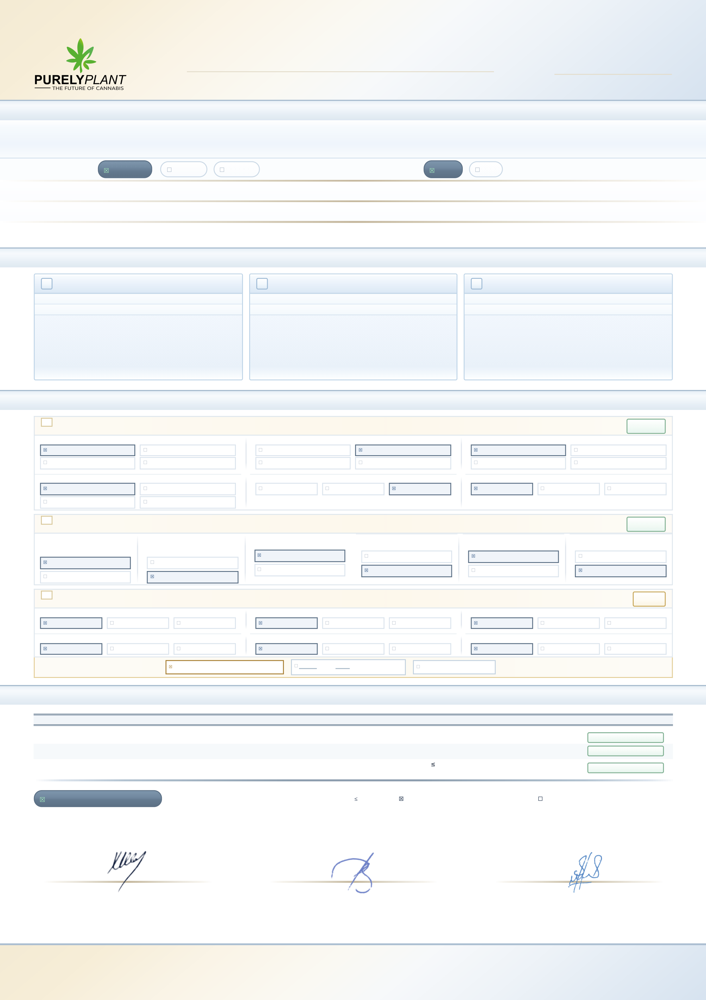 PURELYPLANT
THE FUTURE OF CANNABIS
☒ ☐ ☐ ☒ ☐
☒ ☐ ☐ ☒ ☒ ☐
☐ ☐ ☐ ☐ ☐ ☐
☒ ☐ ☐ ☐ ☒ ☒ ☐ ☐
☐ ☐
☒ ☐ ☒ ☐
☒ ☐ ☐ ☐
☐ ☒ ☒ ☐ ☒
☒ ☐ ☐ ☒ ☐ ☐ ☒ ☐ ☐
☒ ☐ ☐ ☒ ☐ ☐ ☒ ☐ ☐
☒ ☐ ☐
≤
☒ ≤ ☒ ☐